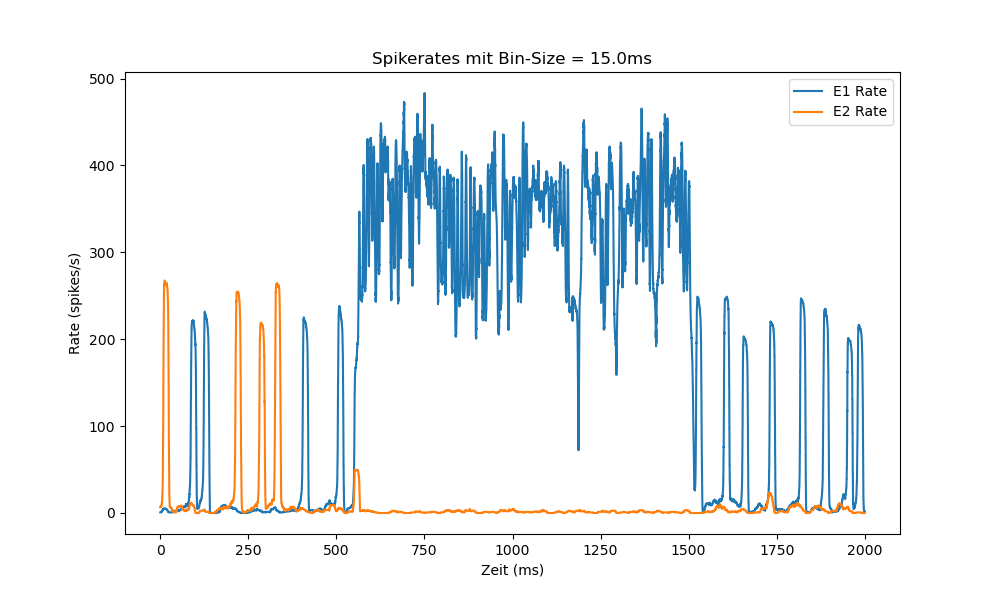 Spikerates mit Bin-Size = 15.0ms
E1 Rate
E2 Rate
500
400
300
200
100
0
Rate (spikes/s)
0 250 500 750 1000 1250 1500 1750 2000
Zeit (ms)